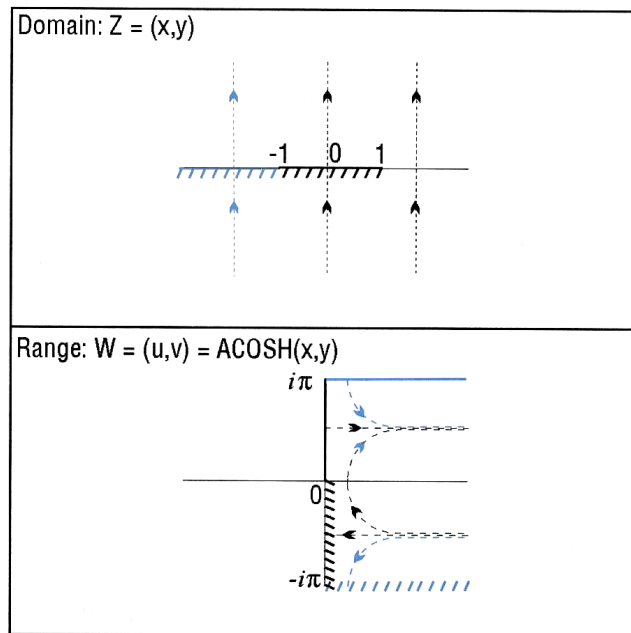 Domain: Z = (x,y)
-1 0 1
Range: W = (u,v) = ACOSH(x,y)
iπ
0
-iπ